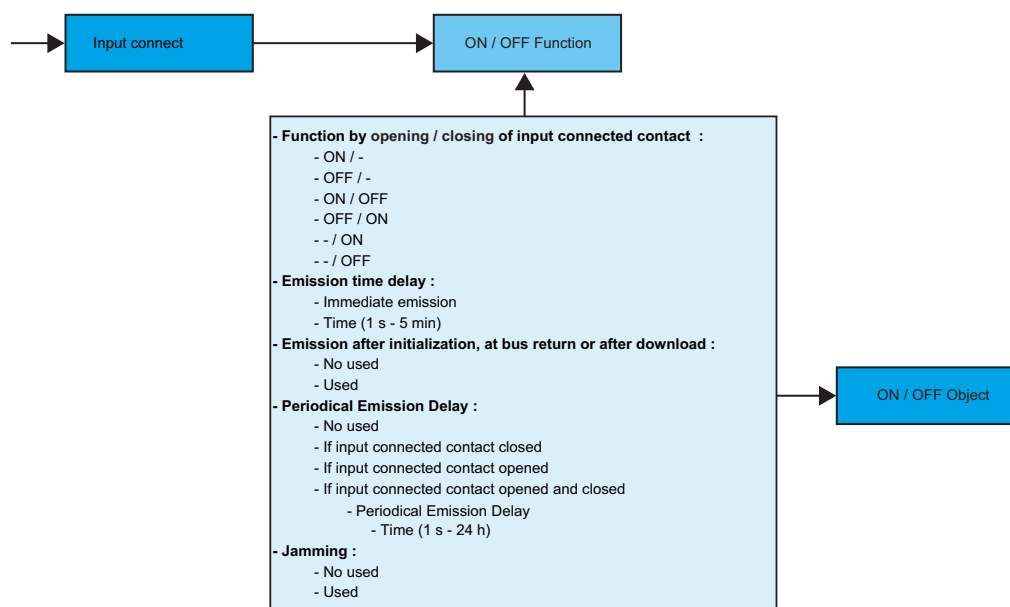 Input connect
ON / OFF Function
- Function by opening / closing of input connected contact :
- ON / -
- OFF / -
- ON / OFF
- OFF / ON
- - / ON
- - / OFF
- Emission time delay :
- Immediate emission
- Time (1 s - 5 min)
- Emission after initialization, at bus return or after download :
- No used
- Used
- Periodical Emission Delay :
- No used
- If input connected contact closed
- If input connected contact opened
- If input connected contact opened and closed
- Periodical Emission Delay
- Time (1 s - 24 h)
- Jamming :
- No used
- Used
ON / OFF Object